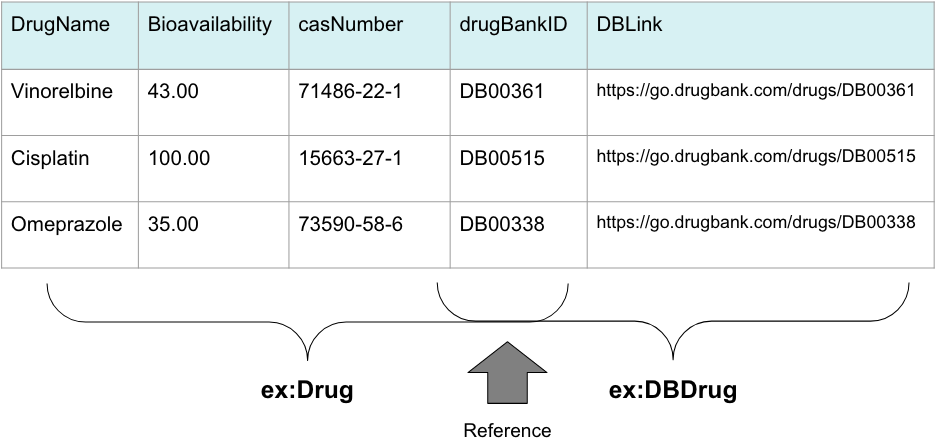 DrugName Bioavailability casNumber drugBankID DBLink
Vinorelbine 43.00 71486-22-1 DB00361 https://go.drugbank.com/drugs/DB00361
Cisplatin 100.00 15663-27-1 DB00515 https://go.drugbank.com/drugs/DB00515
Omeprazole 35.00 73590-58-6 DB00338 https://go.drugbank.com/drugs/DB00338
ex:Drug ex:DBDrug
Reference